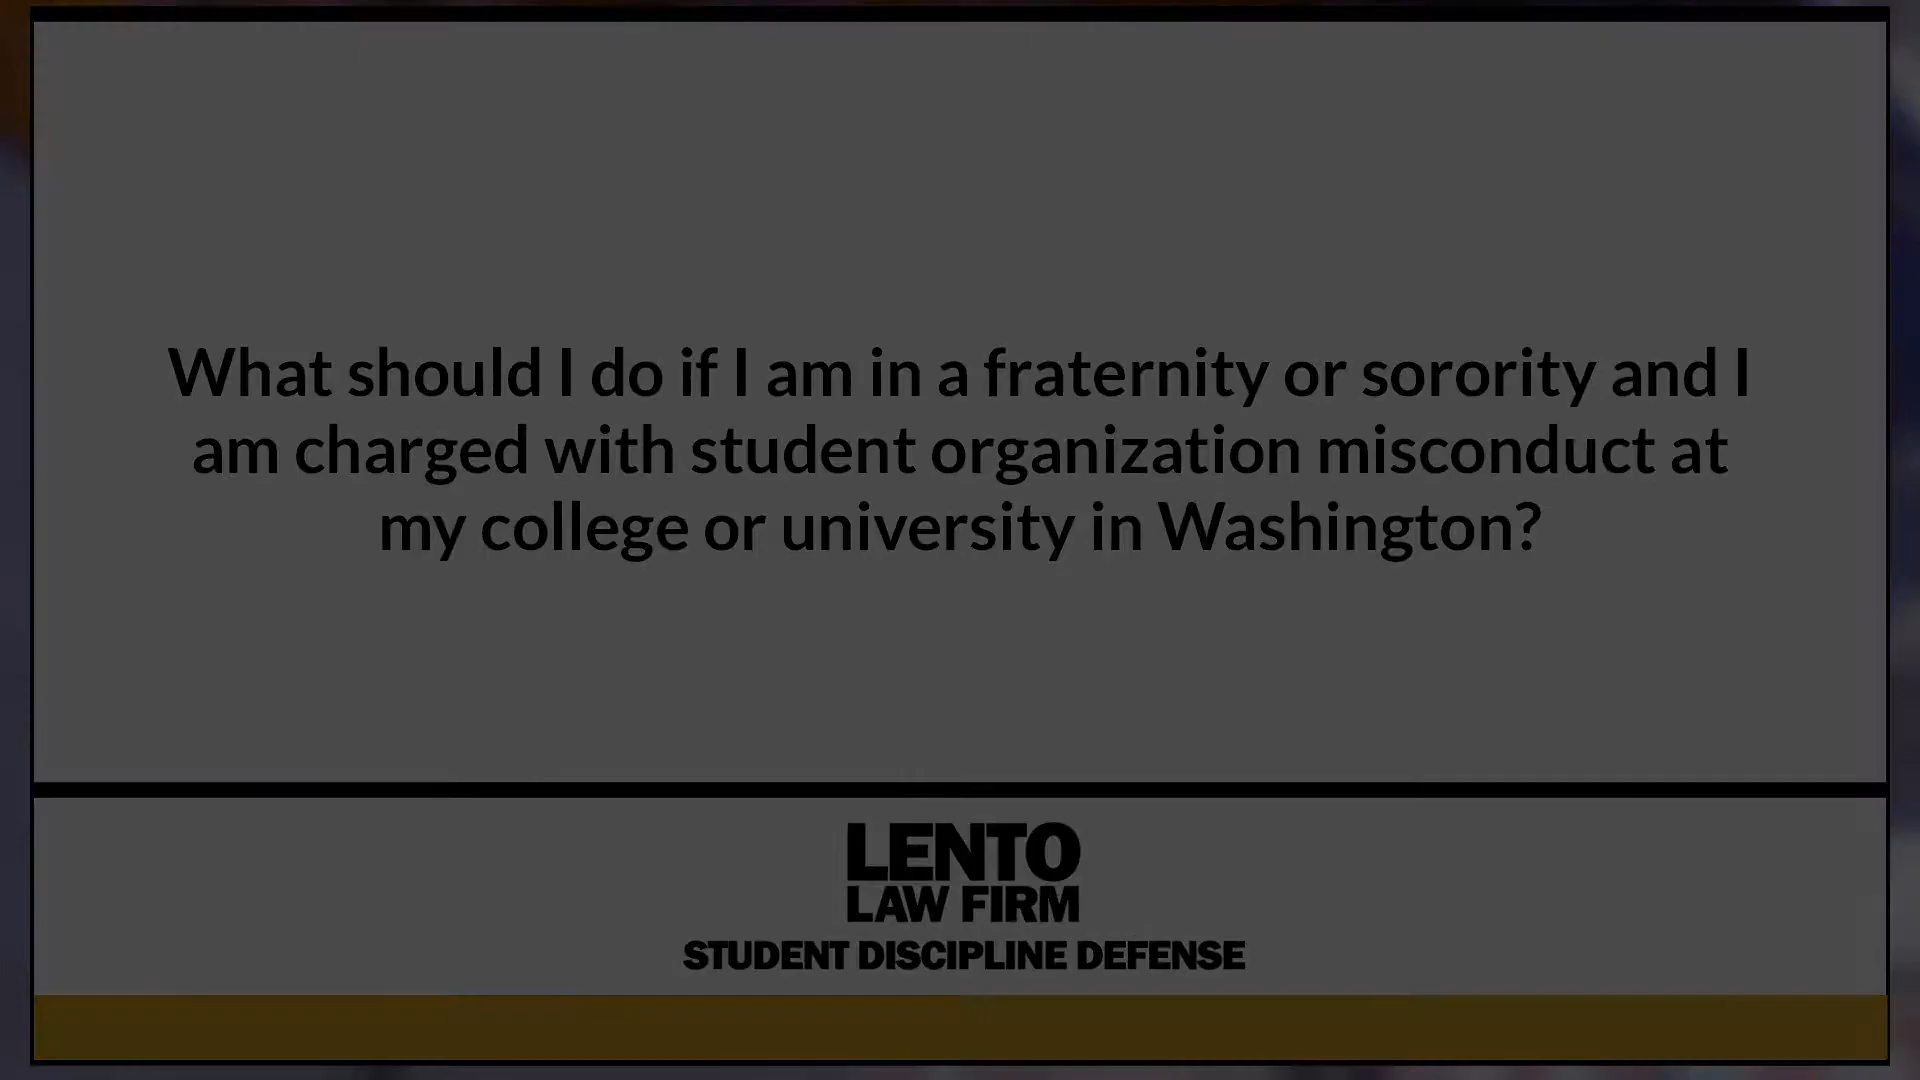 What should I do if I am in a fraternity or sorority and I
am charged with student organization misconduct at
my college or university in Washington?
LENTO
LAW FIRM
STUDENT DISCIPLINE DEFENSE